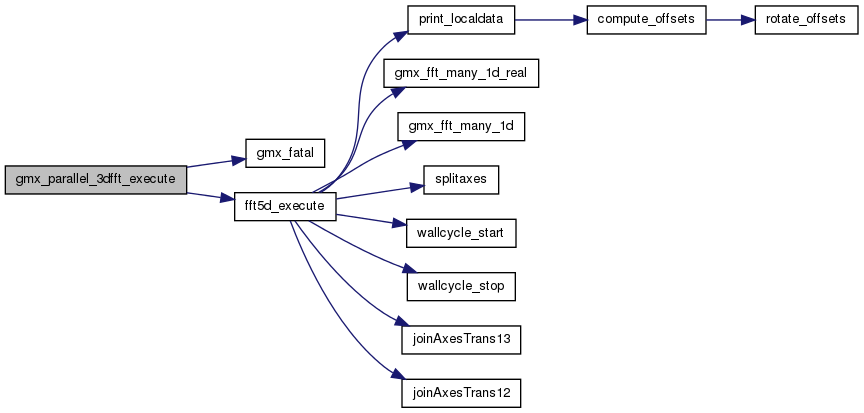 print_localdata
compute_offsets
rotate_offsets
gmx_fft_many_1d_real
gmx_fft_many_1d
gmx_fatal
gmx_parallel_3dfft_execute
splitaxes
fft5d_execute
wallcycle_start
wallcycle_stop
joinAxesTrans13
joinAxesTrans12